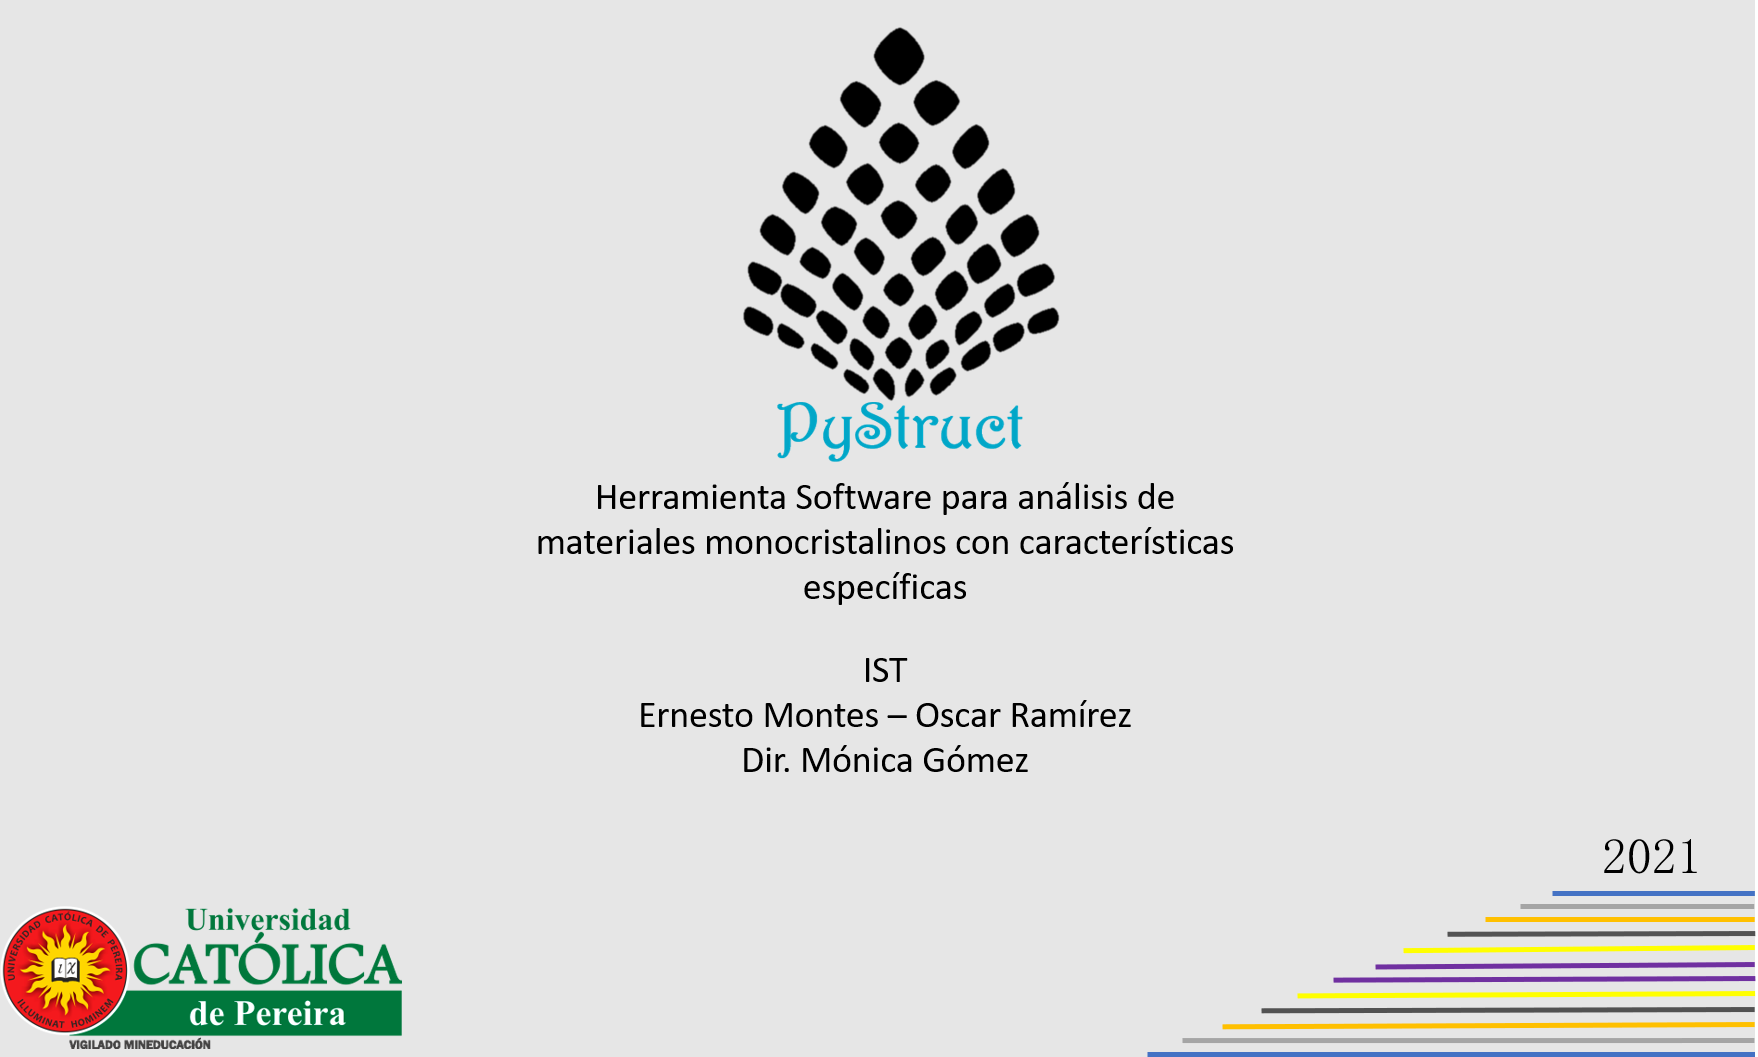 PyStruct
Herramienta Software para análisis de
materiales monocristalinos con características
específicas
IST
Ernesto Montes – Oscar Ramírez
Dir. Mónica Gómez
2021
UNIVERSIDAD CATÓLICA DE PEREIRA
ILLUMINAT HOMINEM
Universidad
CATÓLICA
de Pereira
VIGILADO MINEDUCACIÓN